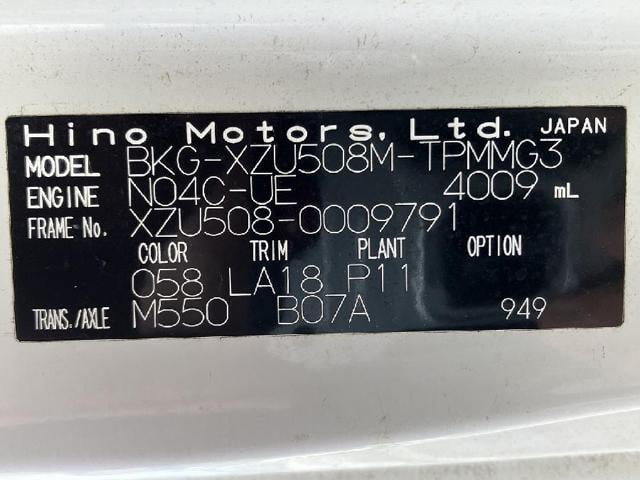 Hino Motors, Ltd. JAPAN
MODEL BKG-XZU508M-TPMMG3
ENGINE N04C-UE 4009 mL
FRAME No. XZU508-0009791
COLOR TRIM PLANT OPTION
058 LA18 P11
TRANS./AXLE M550 B07A 949